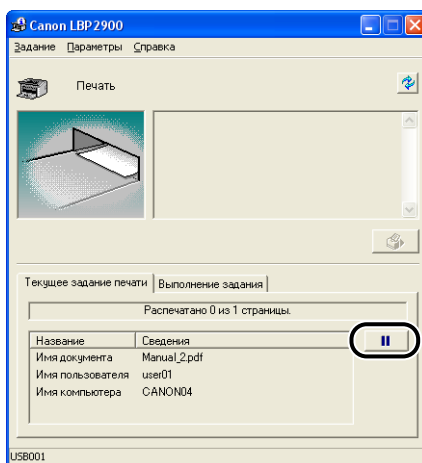 Canon LBP2900
Задание Параметры Справка
Печать
Текущее задание печати Выполнение задания
Распечатано 0 из 1 страницы.
Название Сведения
Имя документа Manual_2.pdf
Имя пользователя user01
Имя компьютера CANON04
USB001